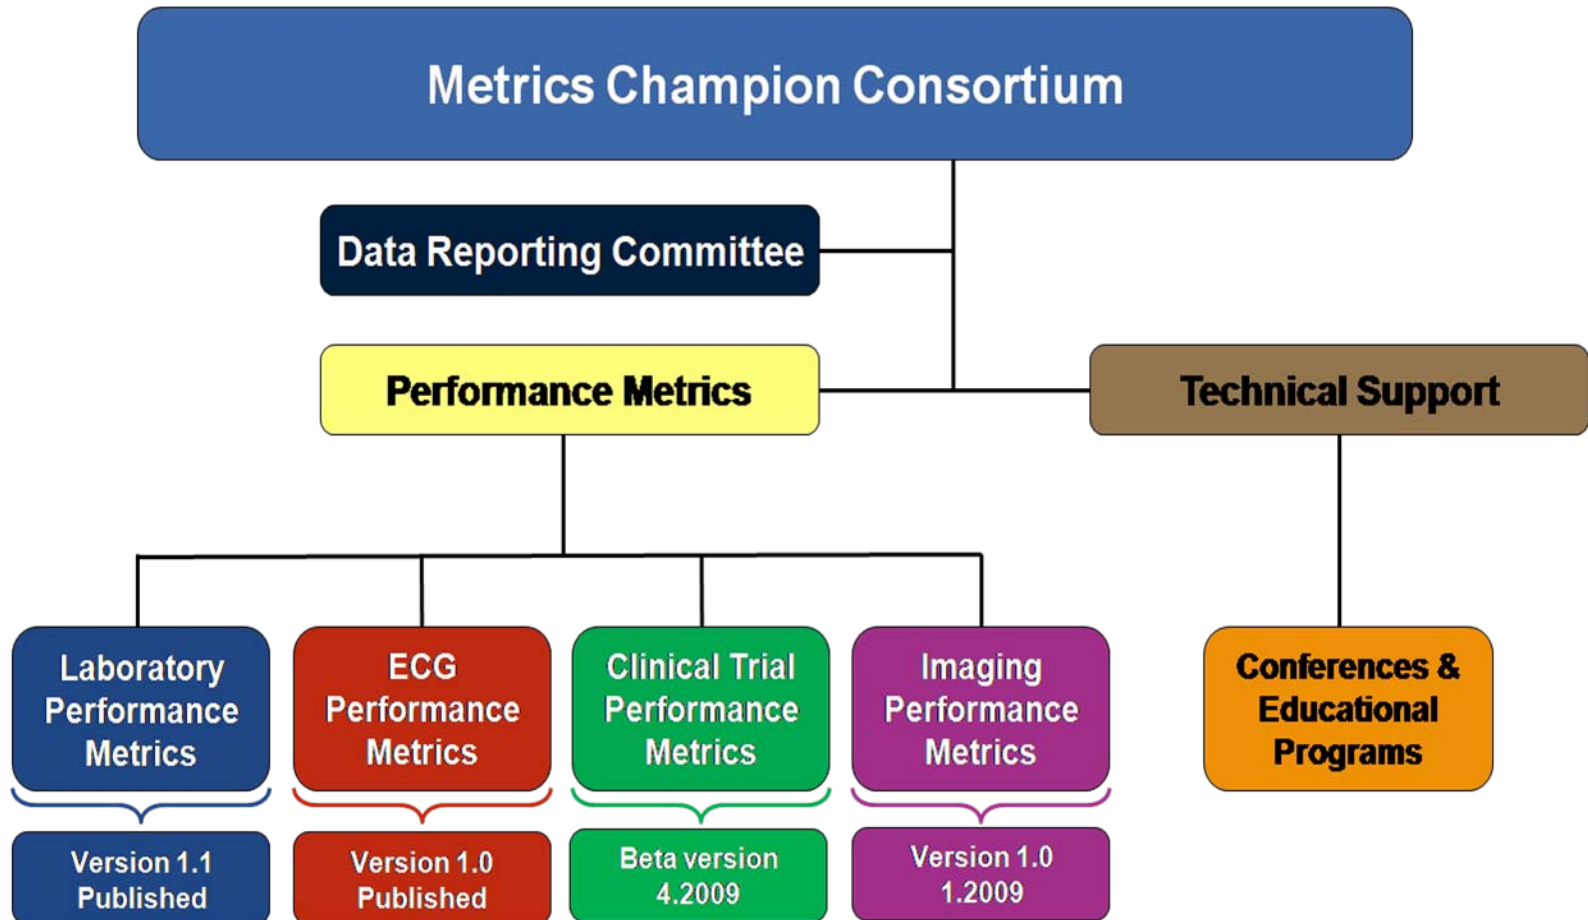 Metrics Champion Consortium
Data Reporting Committee
Performance Metrics
Technical Support
Laboratory
Performance
Metrics
ECG
Performance
Metrics
Clinical Trial
Performance
Metrics
Imaging
Performance
Metrics
Conferences &
Educational
Programs
Version 1.1
Published
Version 1.0
Published
Beta version
4.2009
Version 1.0
1.2009